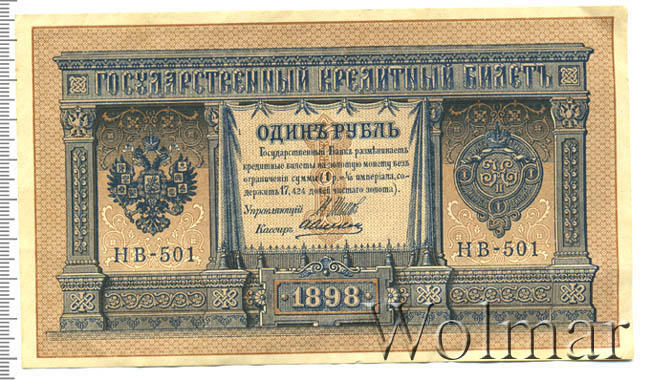 ГОСУДАРСТВЕННЫЙ КРЕДИТНЫЙ БИЛЕТЪ
ОДИНЪ РУБЛЬ
Государственный Банкъ размѣниваетъ
кредитные билеты на золотую монету безъ
ограниченія суммы (1 р. = 1/15 имперіала, со-
держитъ 17,424 долей чистаго золота).
Управляющій
Кассиръ
НВ-501
НВ-501
1898
Wolmar